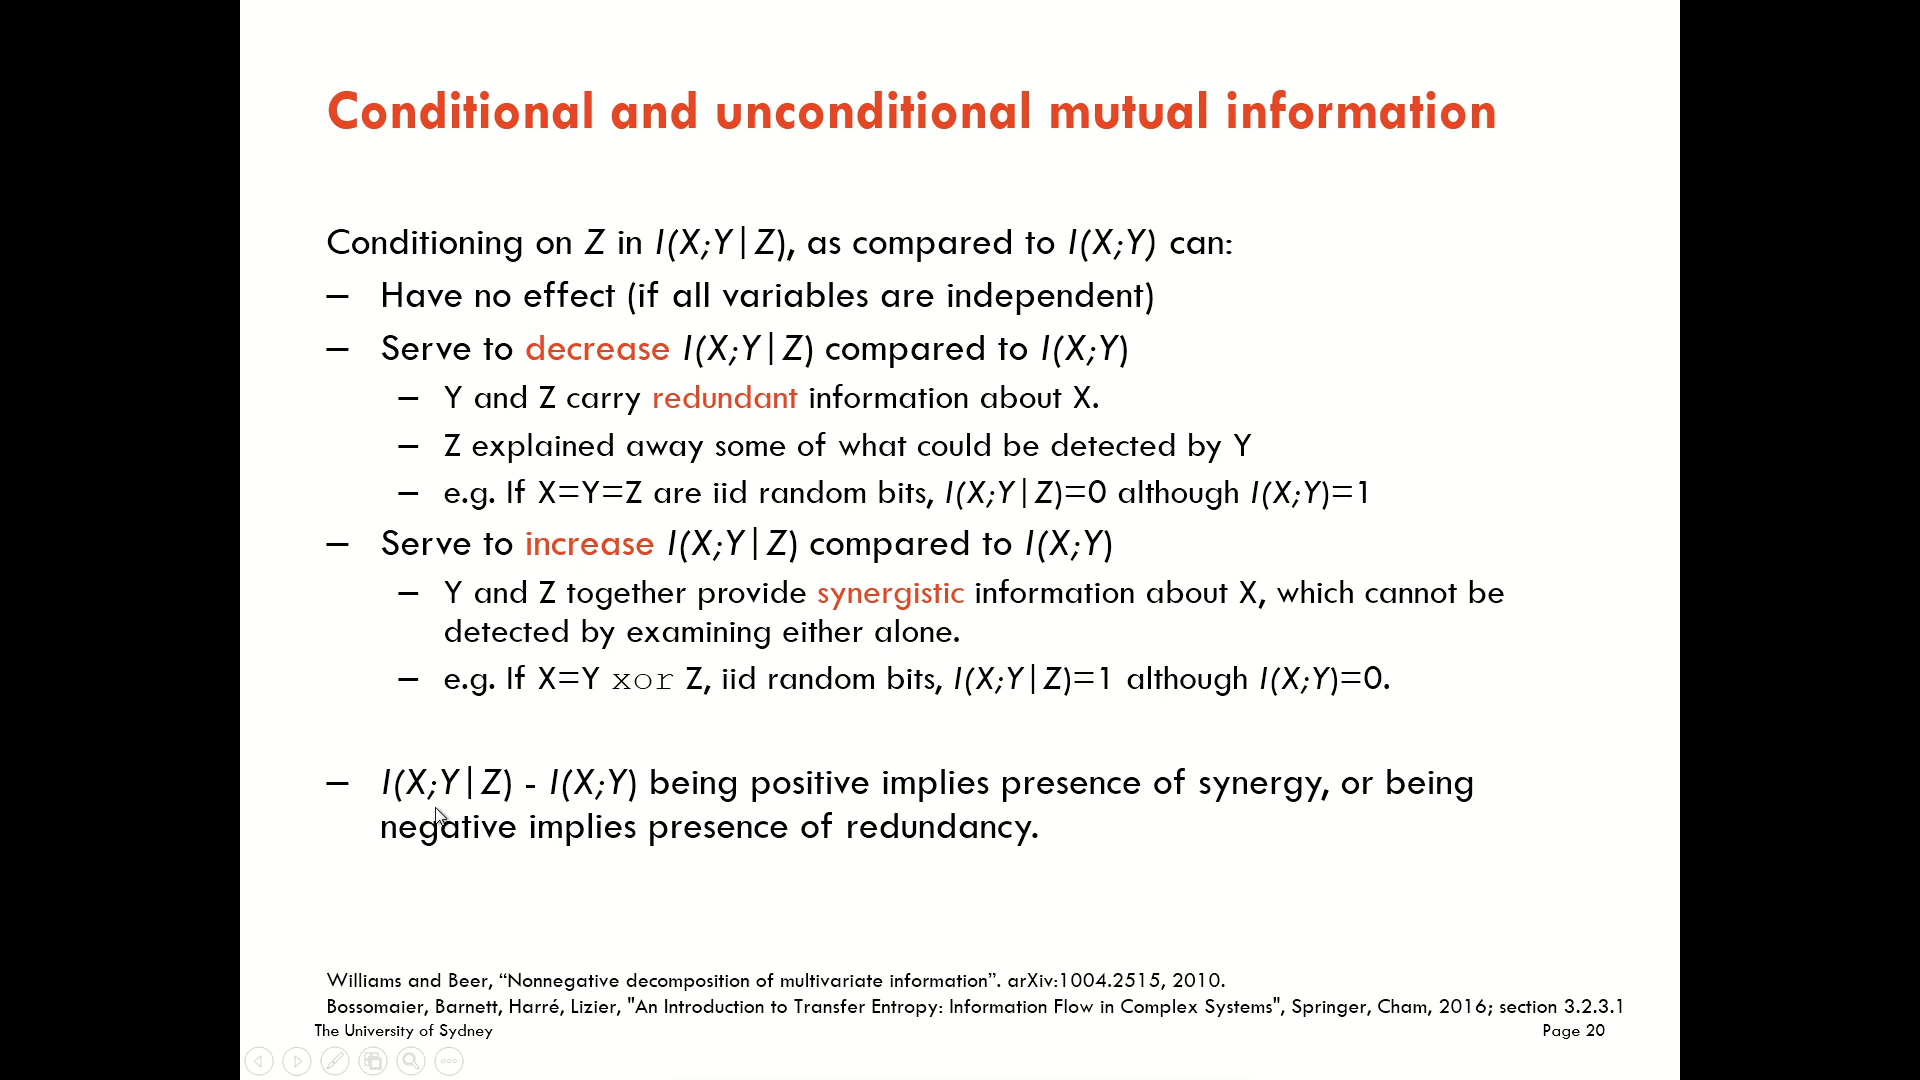 Conditional and unconditional mutual information
Conditioning on Z in I(X;Y|Z), as compared to I(X;Y) can:
– Have no effect (if all variables are independent)
– Serve to decrease I(X;Y|Z) compared to I(X;Y)
– Y and Z carry redundant information about X.
– Z explained away some of what could be detected by Y
– e.g. If X=Y=Z are iid random bits, I(X;Y|Z)=0 although I(X;Y)=1
– Serve to increase I(X;Y|Z) compared to I(X;Y)
– Y and Z together provide synergistic information about X, which cannot be
detected by examining either alone.
– e.g. If X=Y xor Z, iid random bits, I(X;Y|Z)=1 although I(X;Y)=0.
– I(X;Y|Z) - I(X;Y) being positive implies presence of synergy, or being
negative implies presence of redundancy.
Williams and Beer, “Nonnegative decomposition of multivariate information”. arXiv:1004.2515, 2010.
Bossomaier, Barnett, Harré, Lizier, "An Introduction to Transfer Entropy: Information Flow in Complex Systems", Springer, Cham, 2016; section 3.2.3.1
The University of Sydney
Page 20